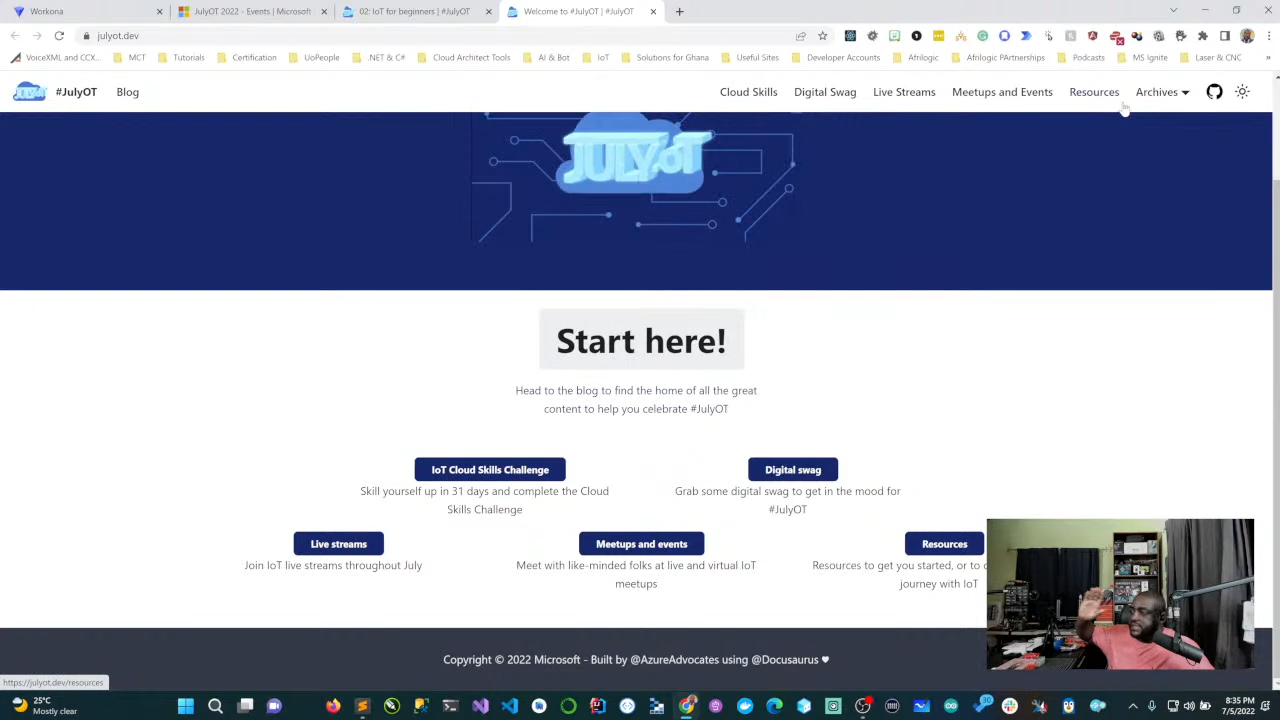 Workona
JulyOT 2022 - Events | Microsoft
02: IoT for beginners | #JulyOT
Welcome to #JulyOT | #JulyOT
julyot.dev
VoiceXML and CCX...
MCT
Tutorials
Certification
UoPeople
.NET & C#
Cloud Architect Tools
AI & Bot
IoT
Solutions for Ghana
Useful Sites
Developer Accounts
Afrilogic
Afrilogic PArtnerships
Podcasts
MS Ignite
Laser & CNC
»
#JulyOT
Blog
Cloud Skills
Digital Swag
Live Streams
Meetups and Events
Resources
Archives
JULYOT
Start here!
Head to the blog to find the home of all the great
content to help you celebrate #JulyOT
IoT Cloud Skills Challenge
Skill yourself up in 31 days and complete the Cloud
Skills Challenge
Digital swag
Grab some digital swag to get in the mood for
#JulyOT
Live streams
Join IoT live streams throughout July
Meetups and events
Meet with like-minded folks at live and virtual IoT
meetups
Resources
Resources to get you started, or to
journey with IoT
Copyright © 2022 Microsoft - Built by @AzureAdvocates using @Docusaurus ♥
https://julyot.dev/resources
25°C
Mostly clear
30
8:35 PM
7/5/2022